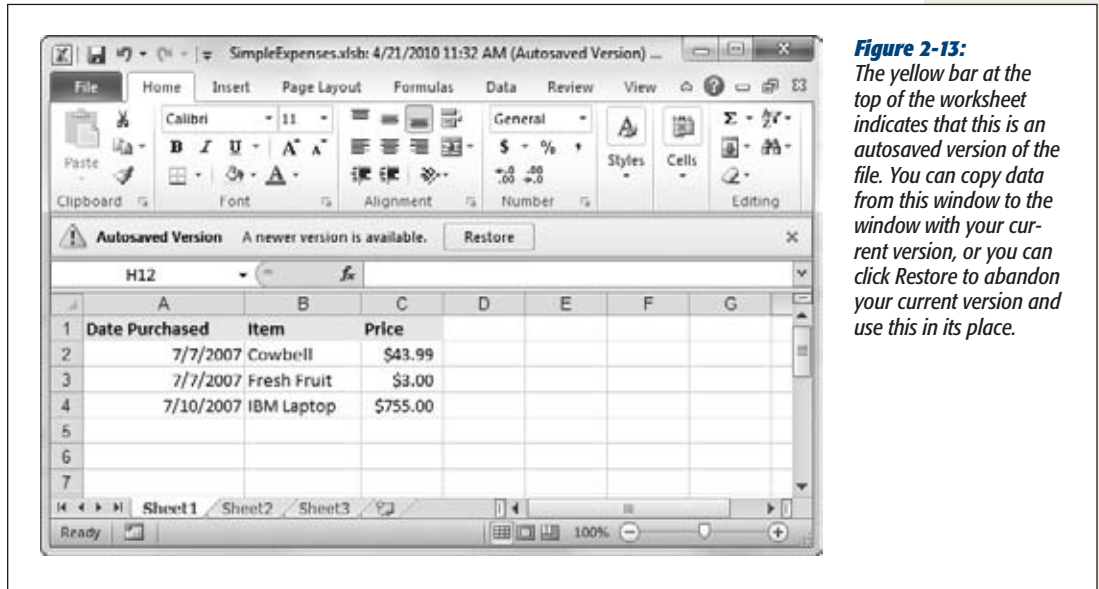 SimpleExpenses.xlsb: 4/21/2010 11:32 AM (Autosaved Version) ...
File Home Insert Page Layout Formulas Data Review View
Calibri 11 General
B I U A A $ % ,
Paste A Styles Cells
Clipboard Font Alignment Number Editing
Autosaved Version A newer version is available. Restore
H12 fx
A B C D E F G
1 Date Purchased Item Price
2 7/7/2007 Cowbell $43.99
3 7/7/2007 Fresh Fruit $3.00
4 7/10/2007 IBM Laptop $755.00
5
6
7
Sheet1 Sheet2 Sheet3
Ready 100%
Figure 2-13:
The yellow bar at the
top of the worksheet
indicates that this is an
autosaved version of the
file. You can copy data
from this window to the
window with your cur-
rent version, or you can
click Restore to abandon
your current version and
use this in its place.